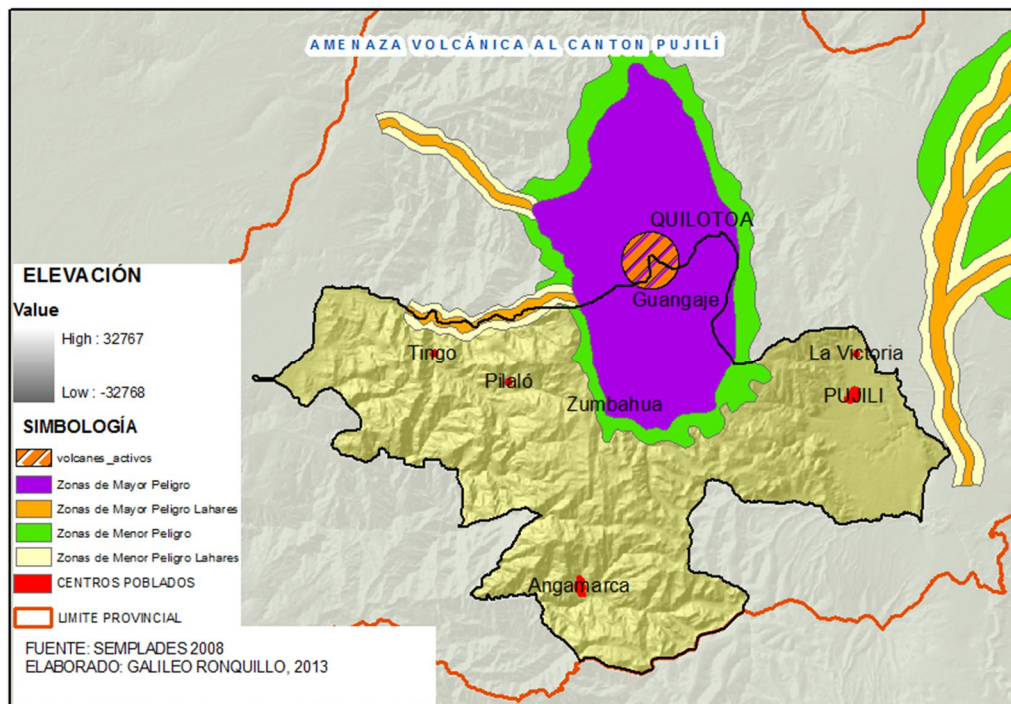 AMENAZA VOLCÁNICA AL CANTON PUJILÍ
QUILOTOA
Guangaje
Tingo
La Victoria
Pilaló
PUJILI
Zumbahua
Angamarca
ELEVACIÓN
Value
High : 32767
Low : -32768
SIMBOLOGÍA
volcanes_activos
Zonas de Mayor Peligro
Zonas de Mayor Peligro Lahares
Zonas de Menor Peligro
Zonas de Menor Peligro Lahares
CENTROS POBLADOS
LIMITE PROVINCIAL
FUENTE: SEMPLADES 2008
ELABORADO: GALILEO RONQUILLO, 2013